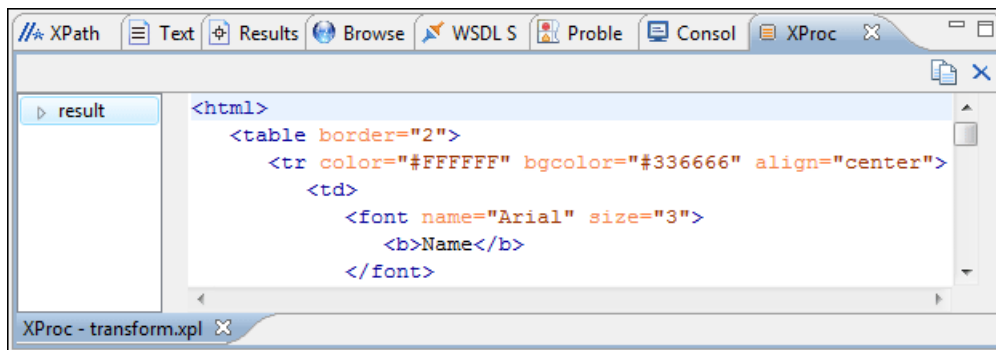 XPath Text Results Browse WSDL S Proble Consol XProc
result
<html>
<table border="2">
<tr color="#FFFFFF" bgcolor="#336666" align="center">
<td>
<font name="Arial" size="3">
<b>Name</b>
</font>
XProc - transform.xpl